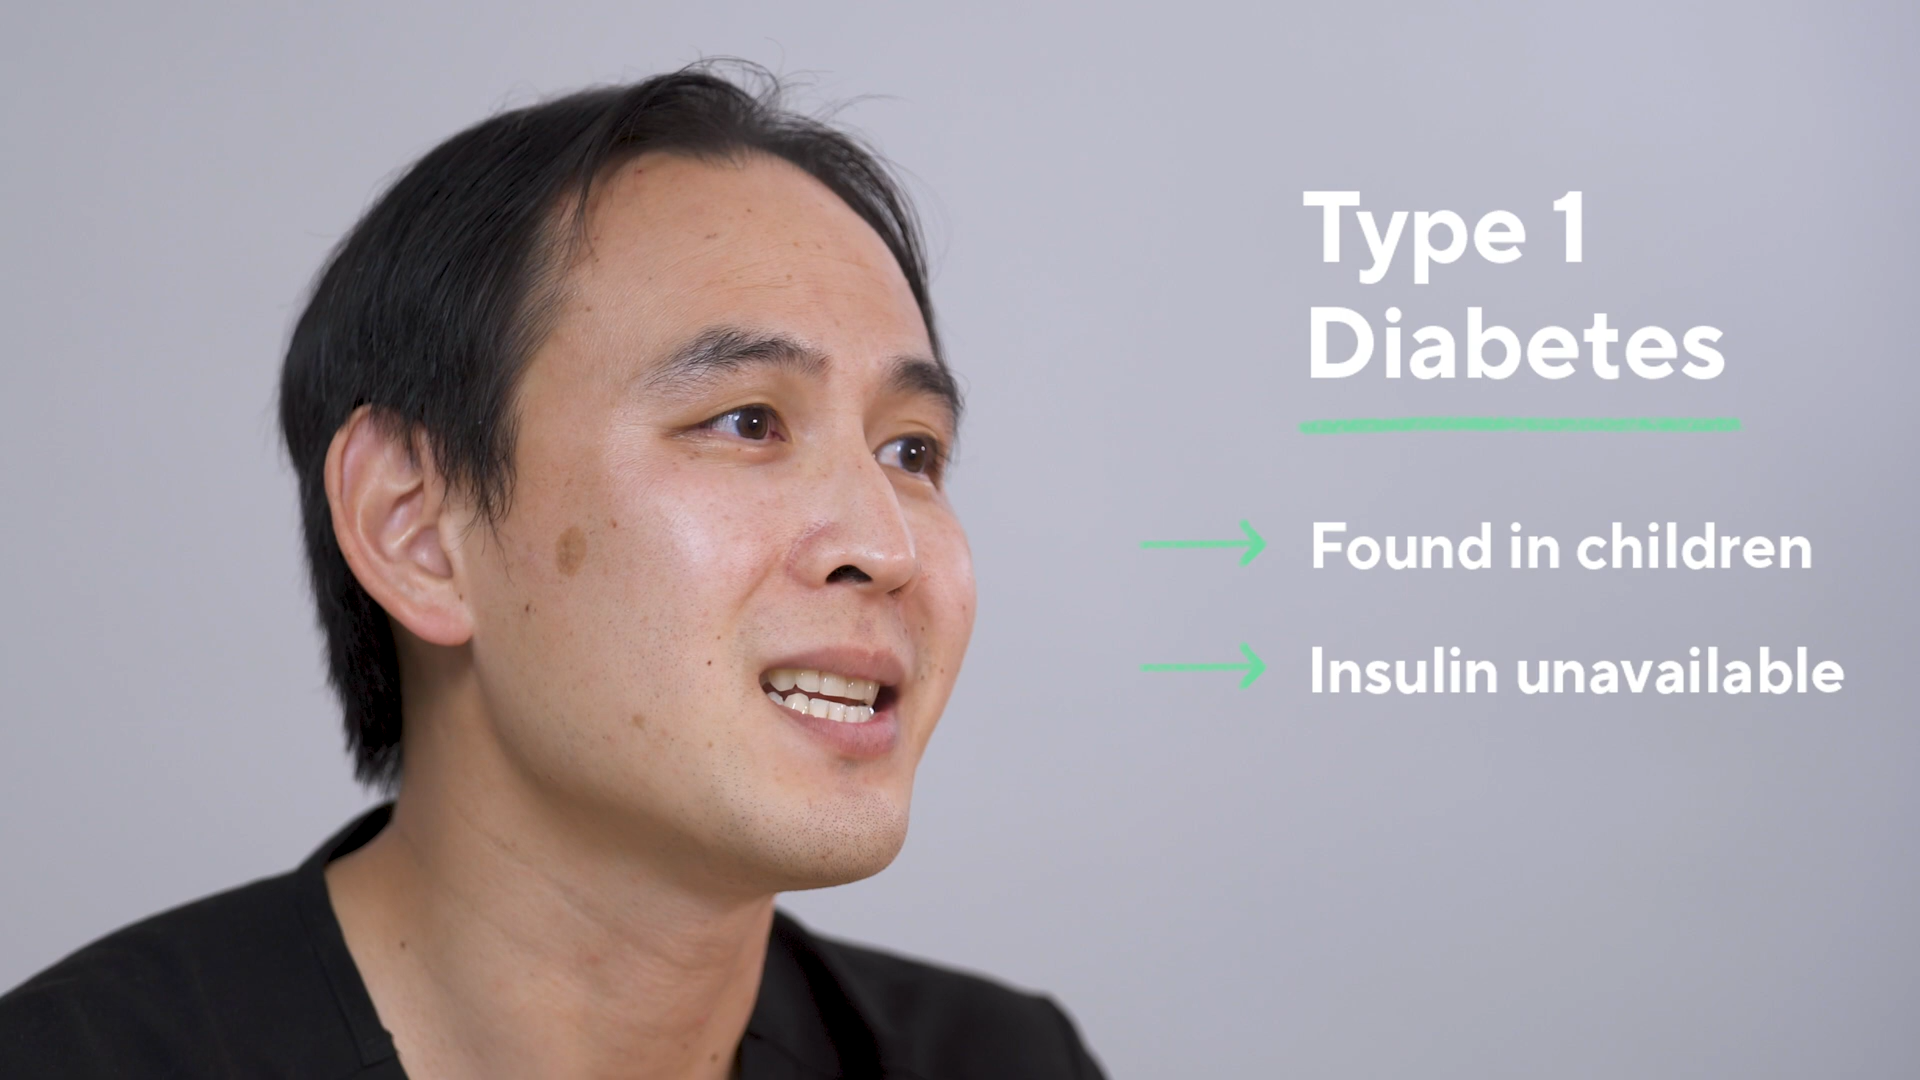 Type 1
Diabetes
Found in children
Insulin unavailable